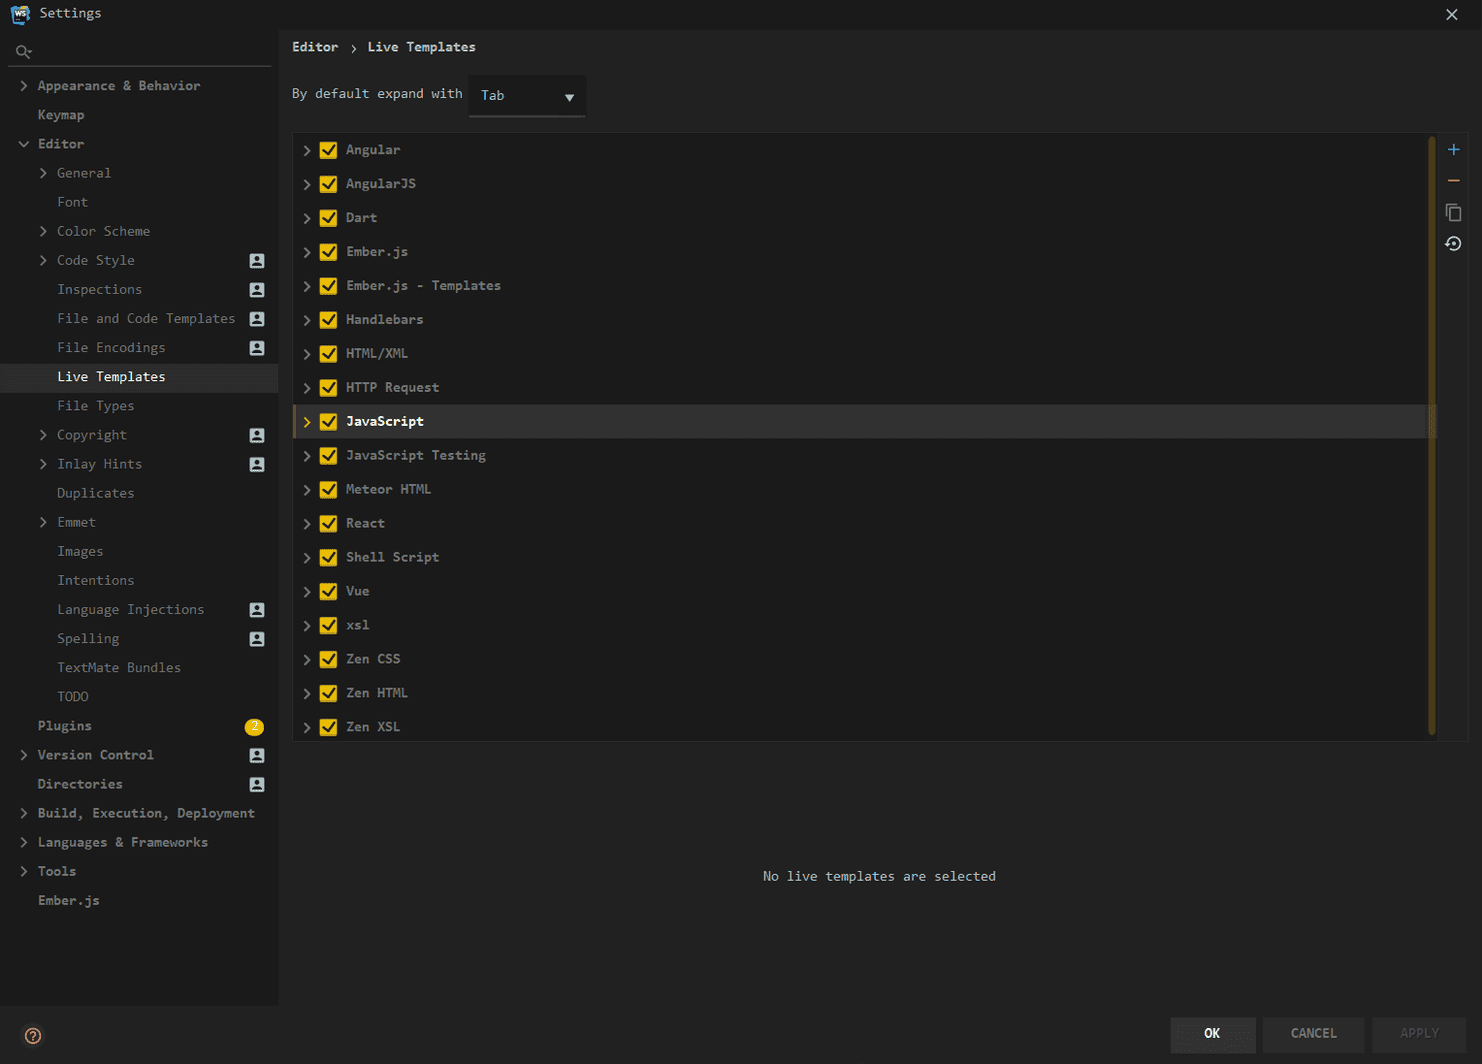 WS Settings
Appearance & Behavior
Keymap
Editor
General
Font
Color Scheme
Code Style
Inspections
File and Code Templates
File Encodings
Live Templates
File Types
Copyright
Inlay Hints
Duplicates
Emmet
Images
Intentions
Language Injections
Spelling
TextMate Bundles
TODO
Plugins 2
Version Control
Directories
Build, Execution, Deployment
Languages & Frameworks
Tools
Ember.js
Editor › Live Templates
By default expand with Tab
Angular
AngularJS
Dart
Ember.js
Ember.js - Templates
Handlebars
HTML/XML
HTTP Request
JavaScript
JavaScript Testing
Meteor HTML
React
Shell Script
Vue
xsl
Zen CSS
Zen HTML
Zen XSL
No live templates are selected
?
OK CANCEL APPLY